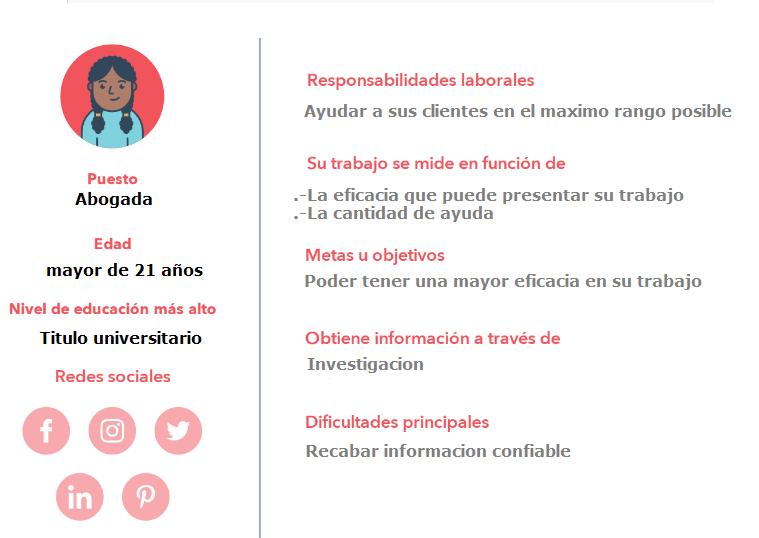 Puesto
Abogada
Edad
mayor de 21 años
Nivel de educación más alto
Titulo universitario
Redes sociales
Responsabilidades laborales
Ayudar a sus clientes en el maximo rango posible
Su trabajo se mide en función de
.-La eficacia que puede presentar su trabajo
.-La cantidad de ayuda
Metas u objetivos
Poder tener una mayor eficacia en su trabajo
Obtiene información a través de
Investigacion
Dificultades principales
Recabar informacion confiable